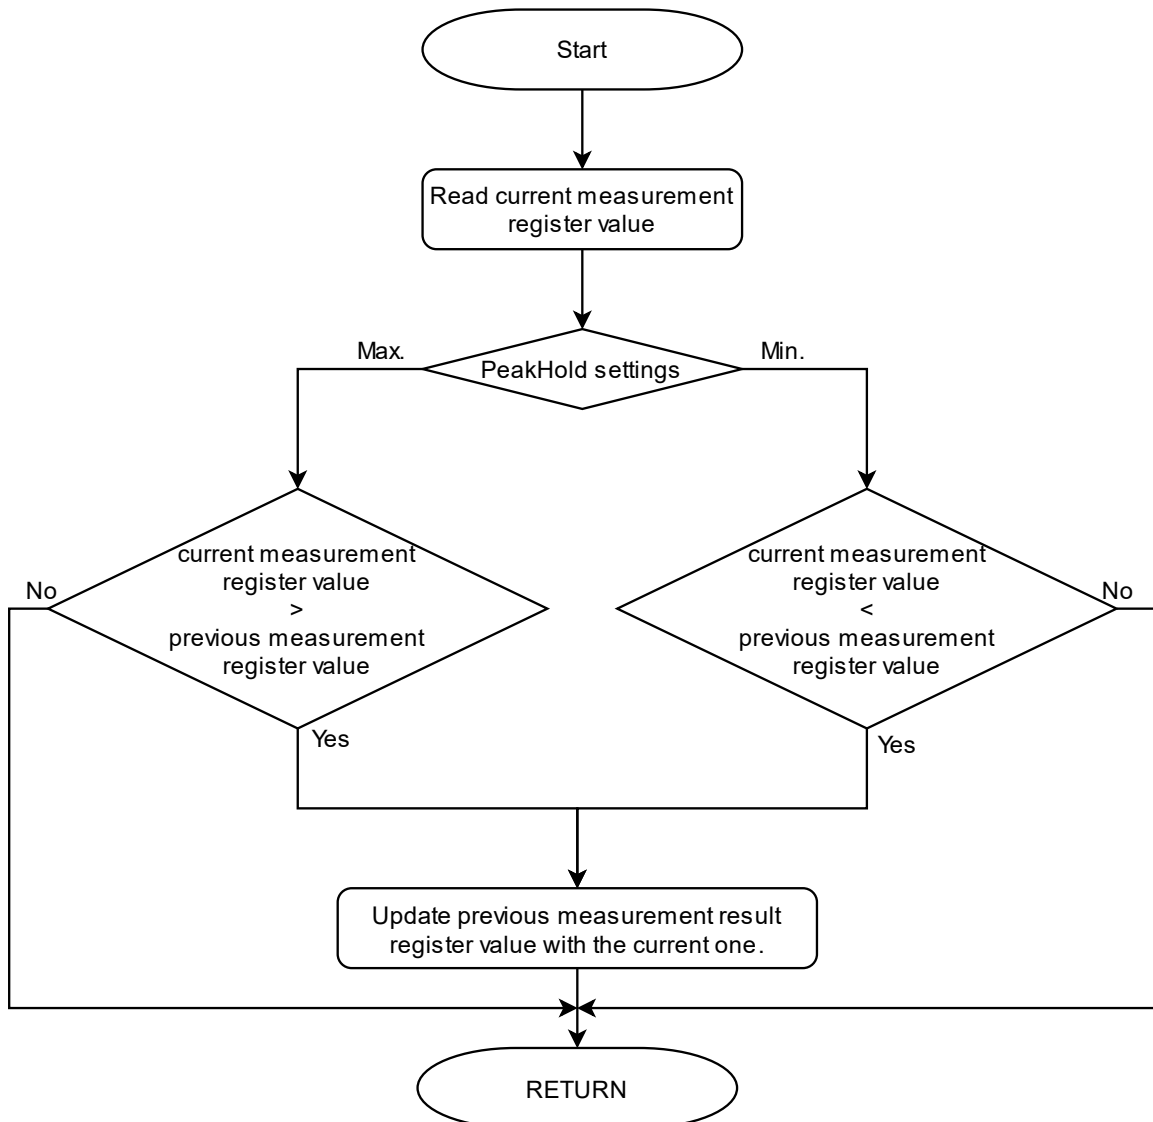 Start
Read current measurement
register value
Max.
PeakHold settings
Min.
current measurement
register value
>
previous measurement
register value
No
Yes
current measurement
register value
<
previous measurement
register value
No
Yes
Update previous measurement result
register value with the current one.
RETURN